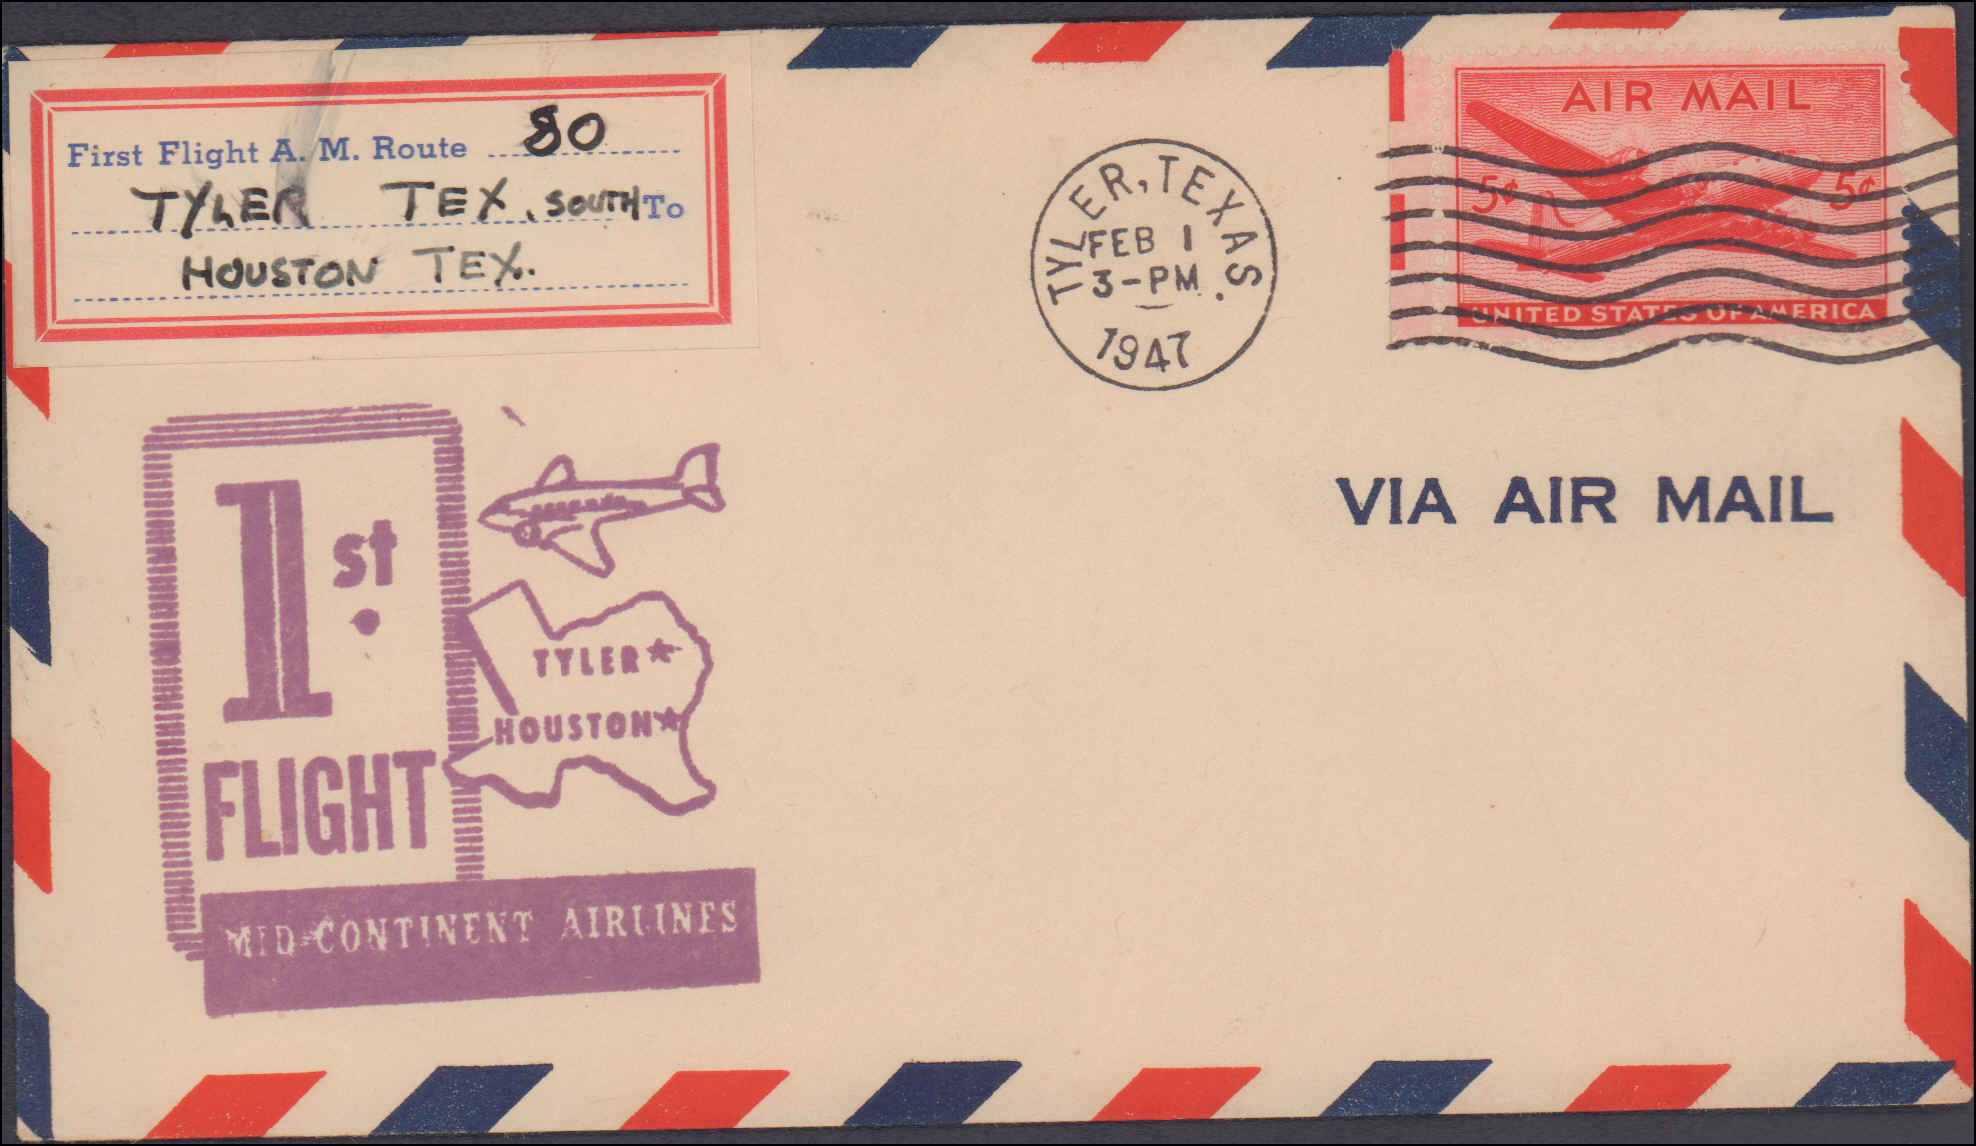 First Flight A. M. Route 80
TYLER TEX. SOUTH To
HOUSTON TEX.
TYLER, TEXAS.
FEB 1
3-PM
1947
AIR MAIL
5¢ 5¢
UNITED STATES OF AMERICA
VIA AIR MAIL
1st.
FLIGHT
TYLER
HOUSTON
MID-CONTINENT AIRLINES